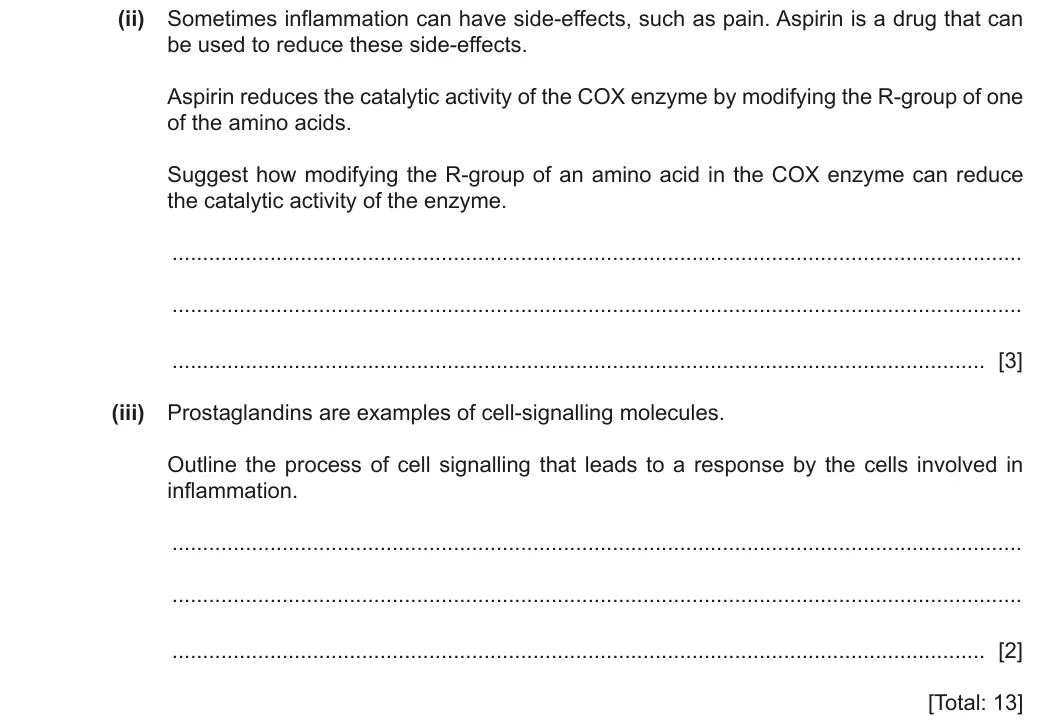 (ii) Sometimes inflammation can have side-effects, such as pain. Aspirin is a drug that can
be used to reduce these side-effects.
Aspirin reduces the catalytic activity of the COX enzyme by modifying the R-group of one
of the amino acids.
Suggest how modifying the R-group of an amino acid in the COX enzyme can reduce
the catalytic activity of the enzyme.
[3]
(iii) Prostaglandins are examples of cell-signalling molecules.
Outline the process of cell signalling that leads to a response by the cells involved in
inflammation.
[2]
[Total: 13]